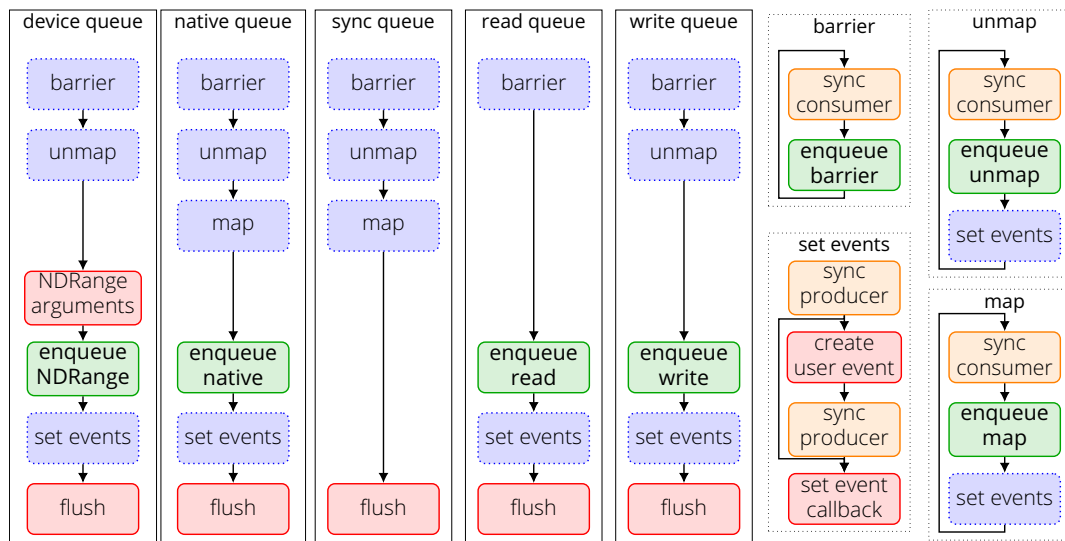 device queue
barrier
unmap
NDRange
arguments
enqueue
NDRange
set events
flush
native queue
barrier
unmap
map
enqueue
native
set events
flush
sync queue
barrier
unmap
map
flush
read queue
barrier
enqueue
read
set events
flush
write queue
barrier
unmap
enqueue
write
set events
flush
barrier
sync
consumer
enqueue
barrier
set events
sync
producer
create
user event
sync
producer
set event
callback
unmap
sync
consumer
enqueue
unmap
set events
map
sync
consumer
enqueue
map
set events